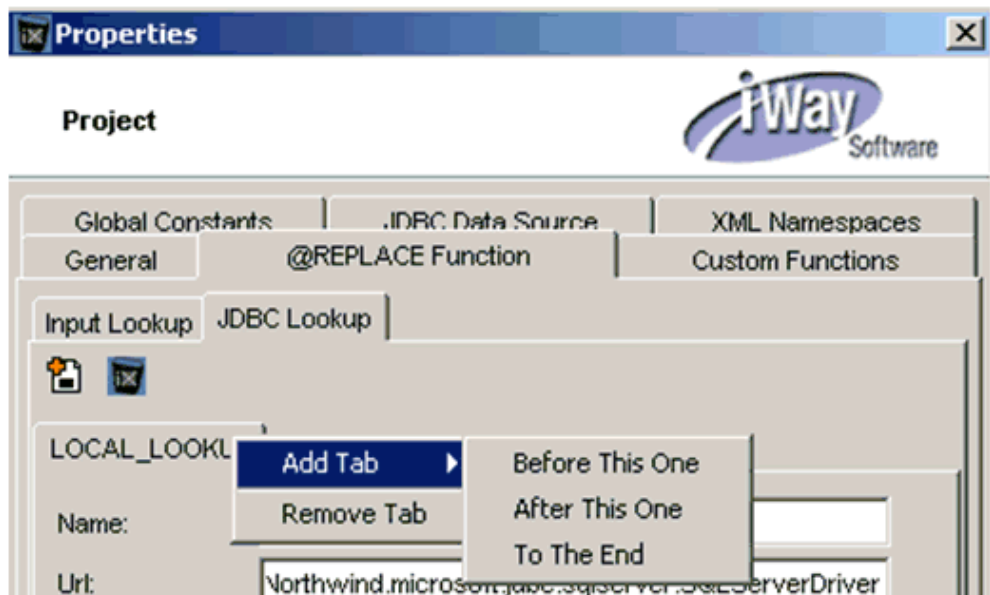 Properties
Project
iWay
Software
Global Constants JDBC Data Source XML Namespaces
General @REPLACE Function Custom Functions
Input Lookup JDBC Lookup
LOCAL_LOOKU
Add Tab Before This One
Remove Tab After This One
To The End
Name:
Url: Northwind.microsoft.jdbc.sqlserver.SQLServerDriver